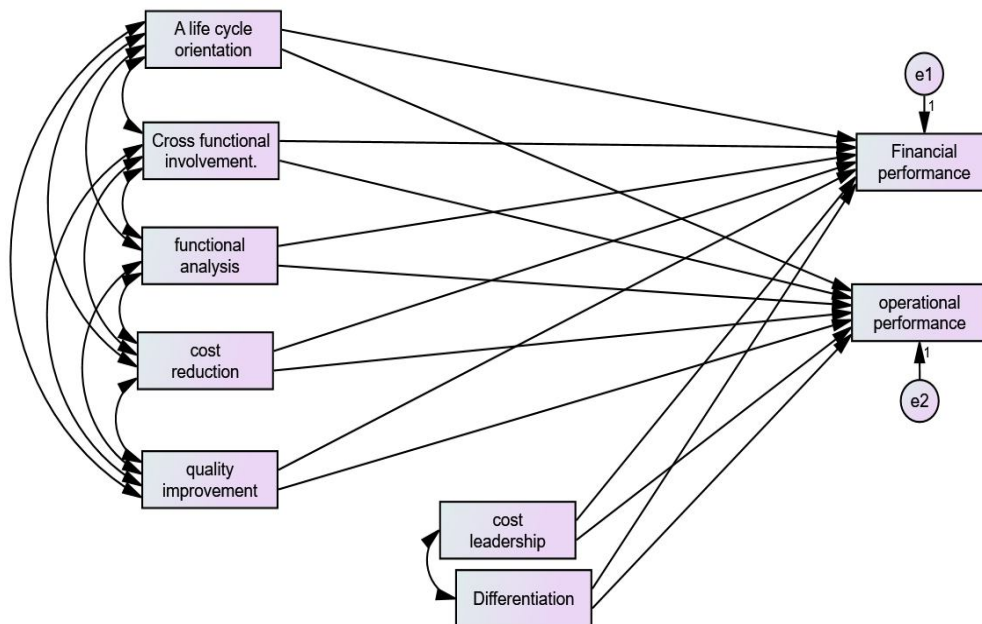 A life cycle
orientation
Cross functional
involvement.
functional
analysis
cost
reduction
quality
improvement
cost
leadership
Differentiation
e1
1
Financial
performance
operational
performance
1
e2